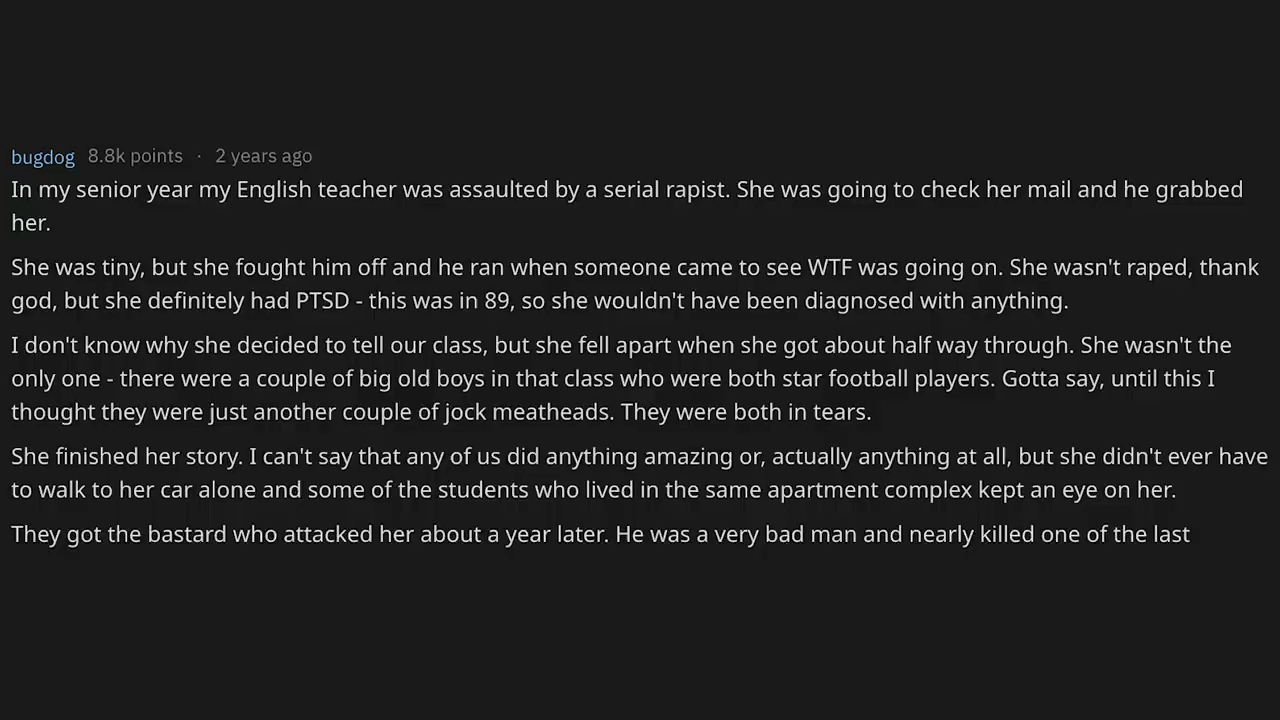 bugdog 8.8k points · 2 years ago
In my senior year my English teacher was assaulted by a serial rapist. She was going to check her mail and he grabbed
her.
She was tiny, but she fought him off and he ran when someone came to see WTF was going on. She wasn't raped, thank
god, but she definitely had PTSD - this was in 89, so she wouldn't have been diagnosed with anything.
I don't know why she decided to tell our class, but she fell apart when she got about half way through. She wasn't the
only one - there were a couple of big old boys in that class who were both star football players. Gotta say, until this I
thought they were just another couple of jock meatheads. They were both in tears.
She finished her story. I can't say that any of us did anything amazing or, actually anything at all, but she didn't ever have
to walk to her car alone and some of the students who lived in the same apartment complex kept an eye on her.
They got the bastard who attacked her about a year later. He was a very bad man and nearly killed one of the last